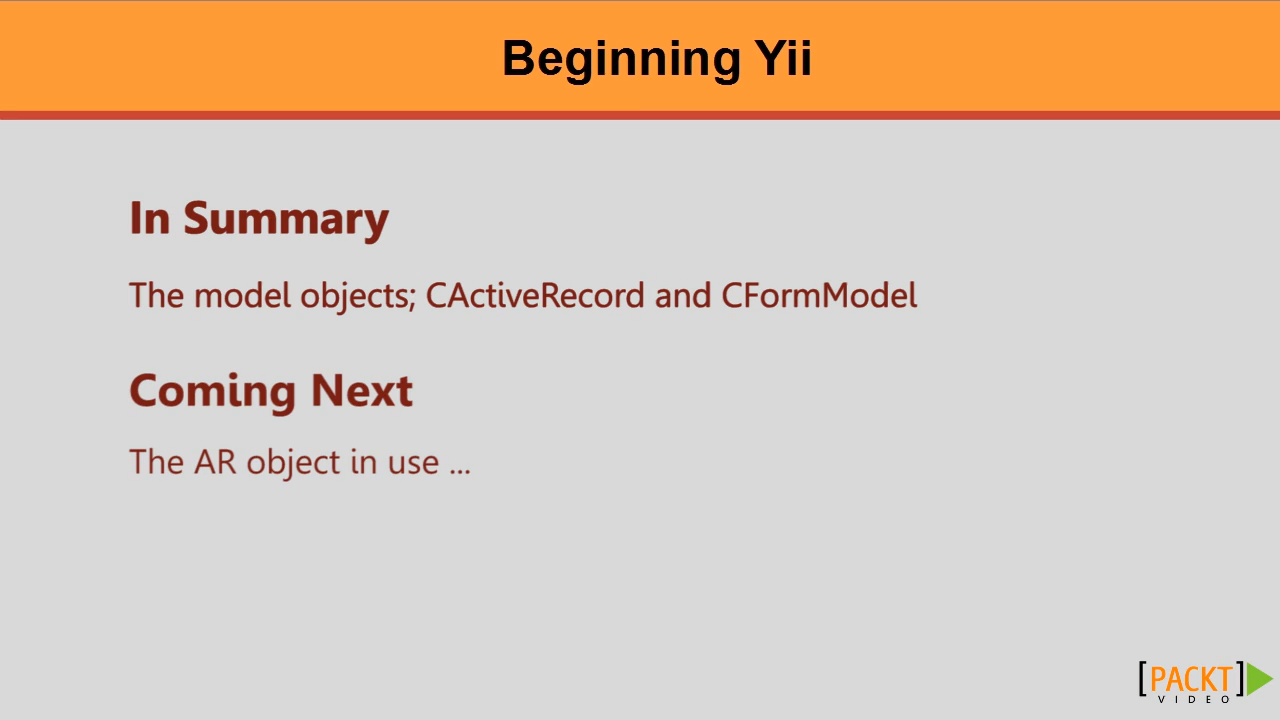 Beginning Yii
In Summary
The model objects; CActiveRecord and CFormModel
Coming Next
The AR object in use ...
[PACKT]
VIDEO